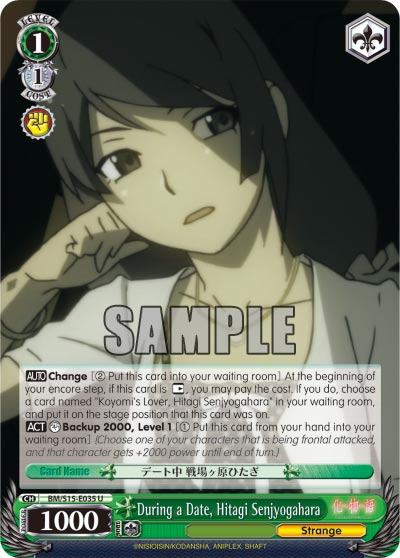 LEVEL
1
1
COST
SAMPLE
AUTO Change [② Put this card into your waiting room] At the beginning of
your encore step, if this card is , you may pay the cost. If you do, choose
a card named "Koyomi's Lover, Hitagi Senjyogahara" in your waiting room,
and put it on the stage position that this card was on.
ACT Backup 2000, Level 1 [① Put this card from your hand into your
waiting room] (Choose one of your characters that is being frontal attacked,
and that character gets +2000 power until end of turn.)
Card Name デート中 戦場ヶ原ひたぎ
CH BM/S15-E035 U
POWER 1000
During a Date, Hitagi Senjyogahara
化物語
Strange
©NISIOISIN/KODANSHA, ANIPLEX, SHAFT